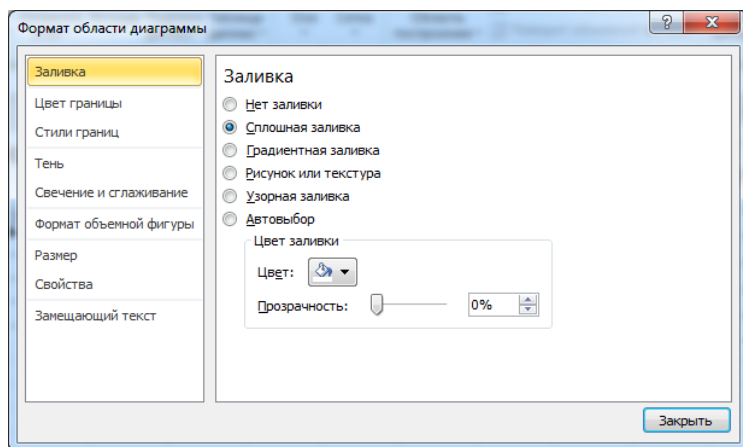 Формат области диаграммы
Заливка
Цвет границы
Стили границ
Тень
Свечение и сглаживание
Формат объемной фигуры
Размер
Свойства
Замещающий текст
Заливка
Нет заливки
Сплошная заливка
Градиентная заливка
Рисунок или текстура
Узорная заливка
Автовыбор
Цвет заливки
Цвет:
Прозрачность: 0%
Закрыть